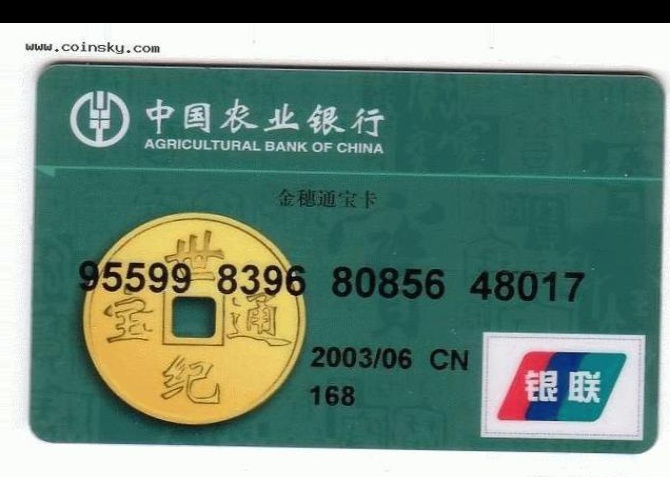 www.coinsky.com
中国农业银行
AGRICULTURAL BANK OF CHINA
金穗通宝卡
世
95599 8396 80856 48017
宝 通
纪
2003/06 CN
168
银联